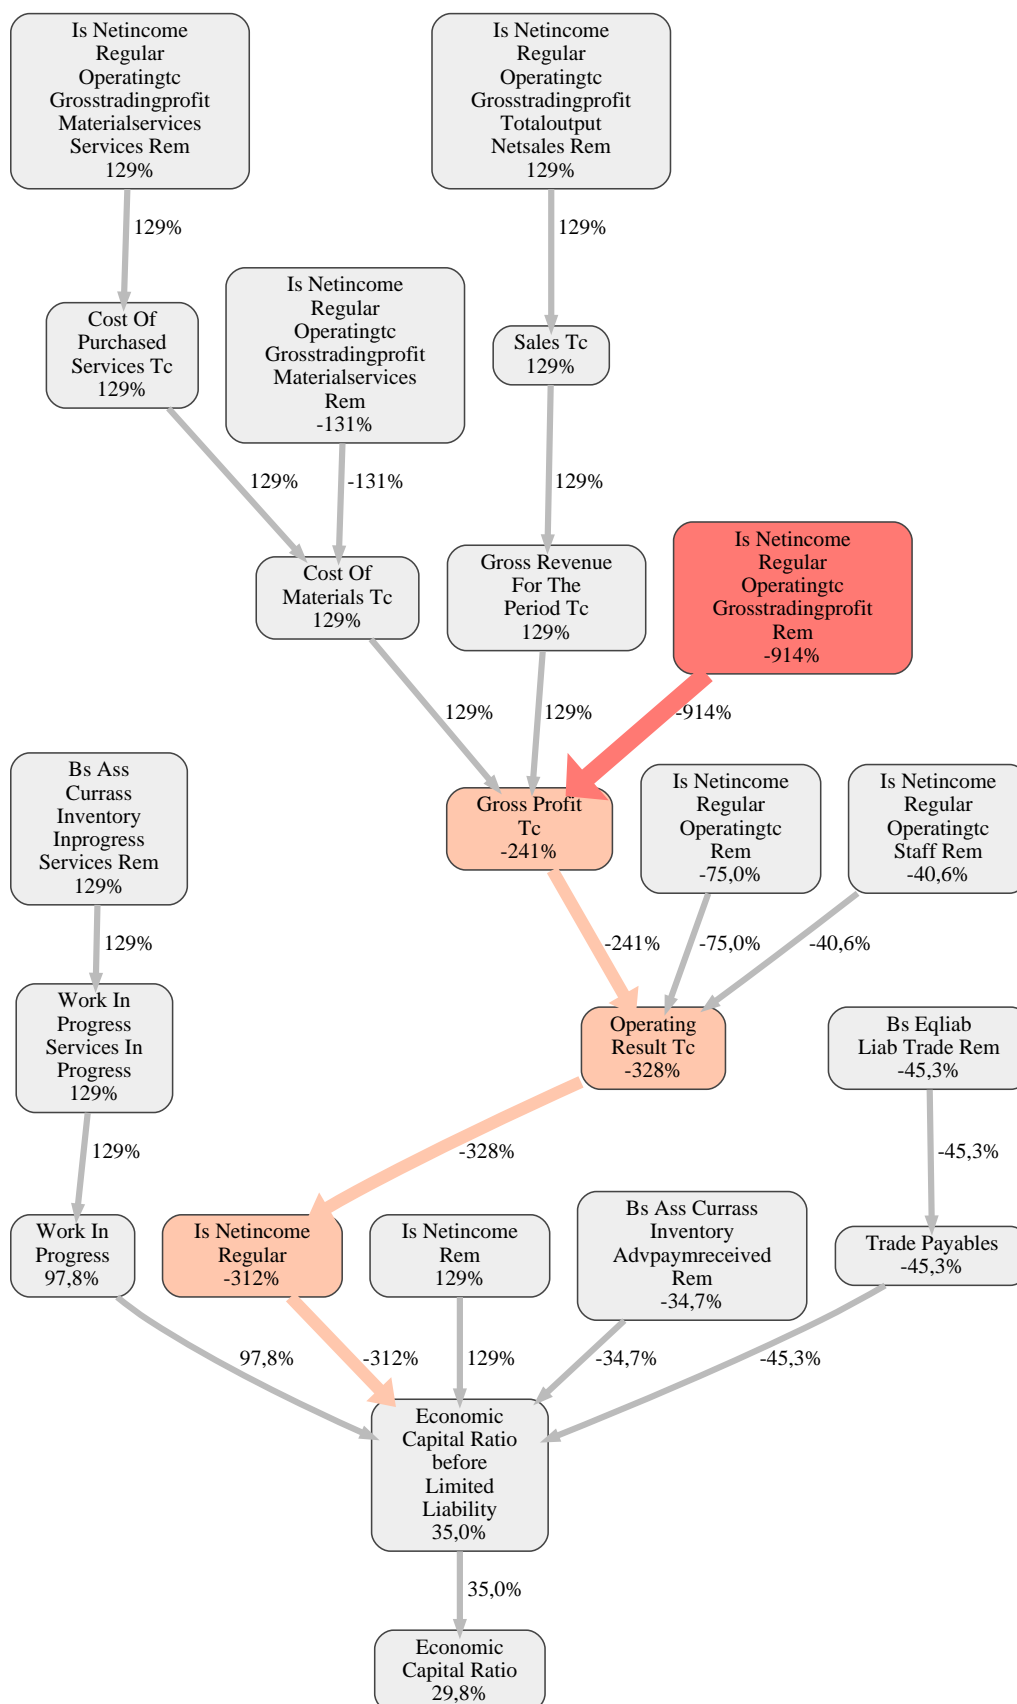 Is Netincome
Regular
Operatingtc
Grosstradingprofit
Materialservices
Services Rem
129%
Is Netincome
Regular
Operatingtc
Grosstradingprofit
Totaloutput
Netsales Rem
129%
129%
129%
Cost Of
Purchased
Services Tc
129%
Is Netincome
Regular
Operatingtc
Grosstradingprofit
Materialservices
Rem
-131%
Sales Tc
129%
129%
-131%
129%
Cost Of
Materials Tc
129%
Gross Revenue
For The
Period Tc
129%
Is Netincome
Regular
Operatingtc
Grosstradingprofit
Rem
-914%
129%
129%
-914%
Bs Ass
Currass
Inventory
Inprogress
Services Rem
129%
Gross Profit
Tc
-241%
Is Netincome
Regular
Operatingtc
Rem
-75,0%
Is Netincome
Regular
Operatingtc
Staff Rem
-40,6%
129%
-241%
-75,0%
-40,6%
Work In
Progress
Services In
Progress
129%
Operating
Result Tc
-328%
Bs Eqliab
Liab Trade Rem
-45,3%
129%
-328%
-45,3%
Work In
Progress
97,8%
Is Netincome
Regular
-312%
Is Netincome
Rem
129%
Bs Ass Currass
Inventory
Advpaymreceived
Rem
-34,7%
Trade Payables
-45,3%
97,8%
-312%
129%
-34,7%
-45,3%
Economic
Capital Ratio
before
Limited
Liability
35,0%
35,0%
Economic
Capital Ratio
29,8%